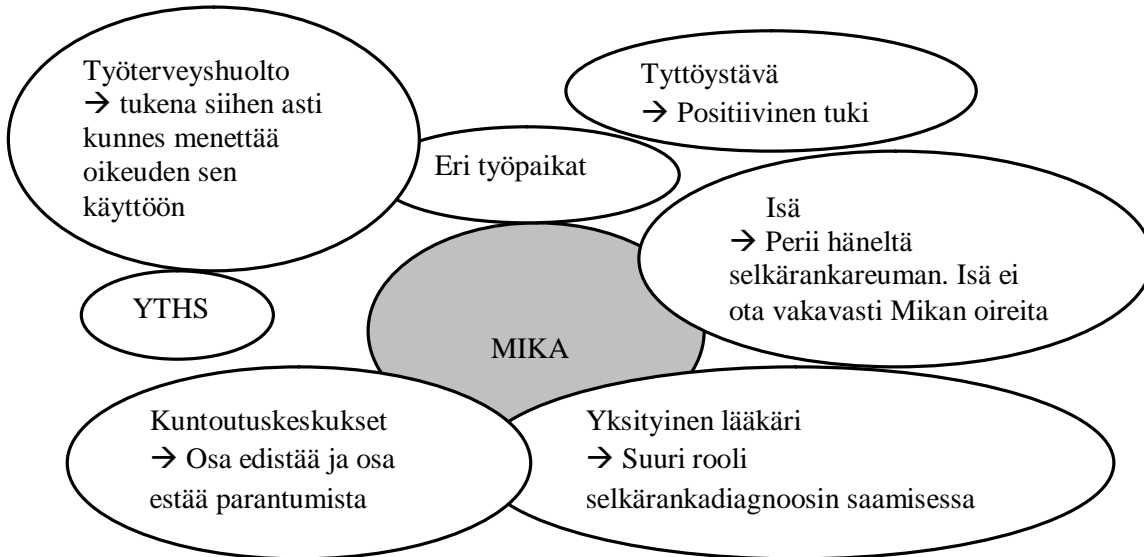 Työterveyshuolto
→ tukena siihen asti
kunnes menettää
oikeuden sen
käyttöön
Tyttöystävä
→ Positiivinen tuki
Eri työpaikat
Isä
→ Perii häneltä
selkärankareuman. Isä ei
ota vakavasti Mikan oireita
YTHS
MIKA
Kuntoutuskeskukset
→ Osa edistää ja osa
estää parantumista
Yksityinen lääkäri
→ Suuri rooli
selkärankadiagnoosin saamisessa